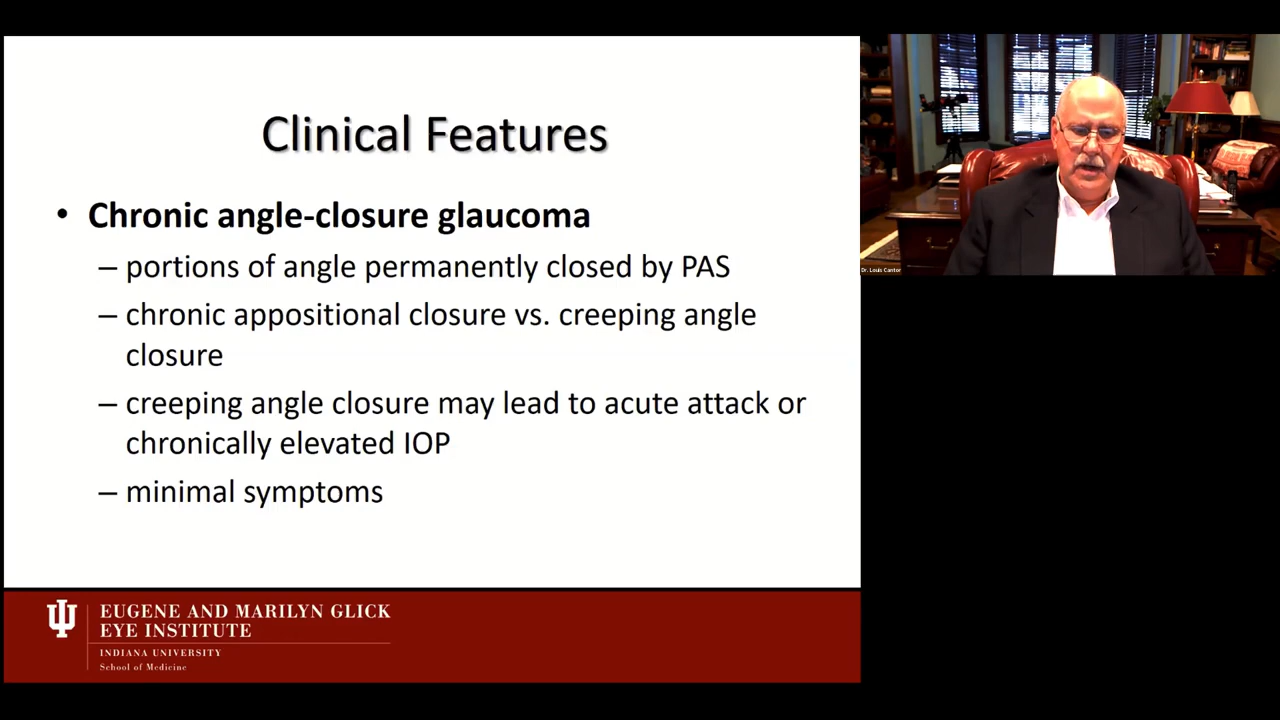 Clinical Features
• Chronic angle-closure glaucoma
– portions of angle permanently closed by PAS
– chronic appositional closure vs. creeping angle
closure
– creeping angle closure may lead to acute attack or
chronically elevated IOP
– minimal symptoms
EUGENE AND MARILYN GLICK
EYE INSTITUTE
INDIANA UNIVERSITY
School of Medicine
Dr. Louis Cantor